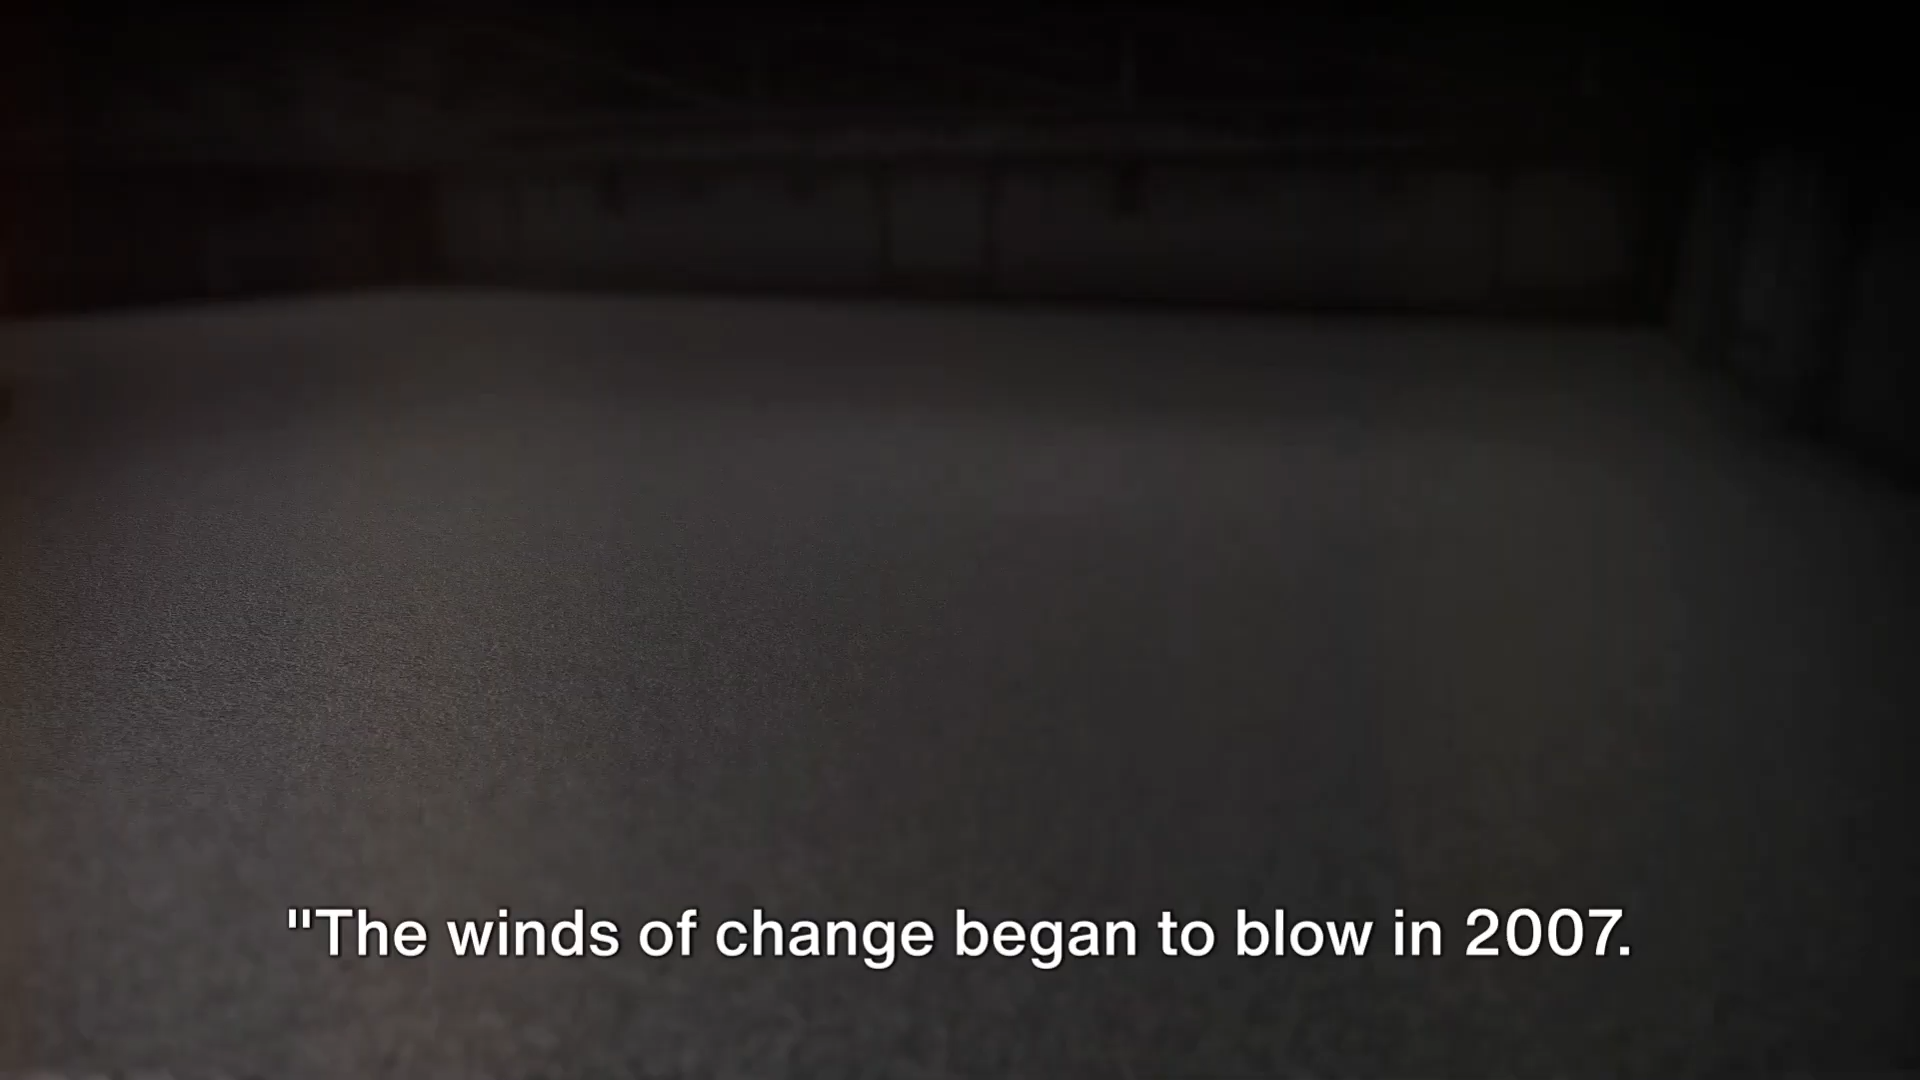 "The winds of change began to blow in 2007.